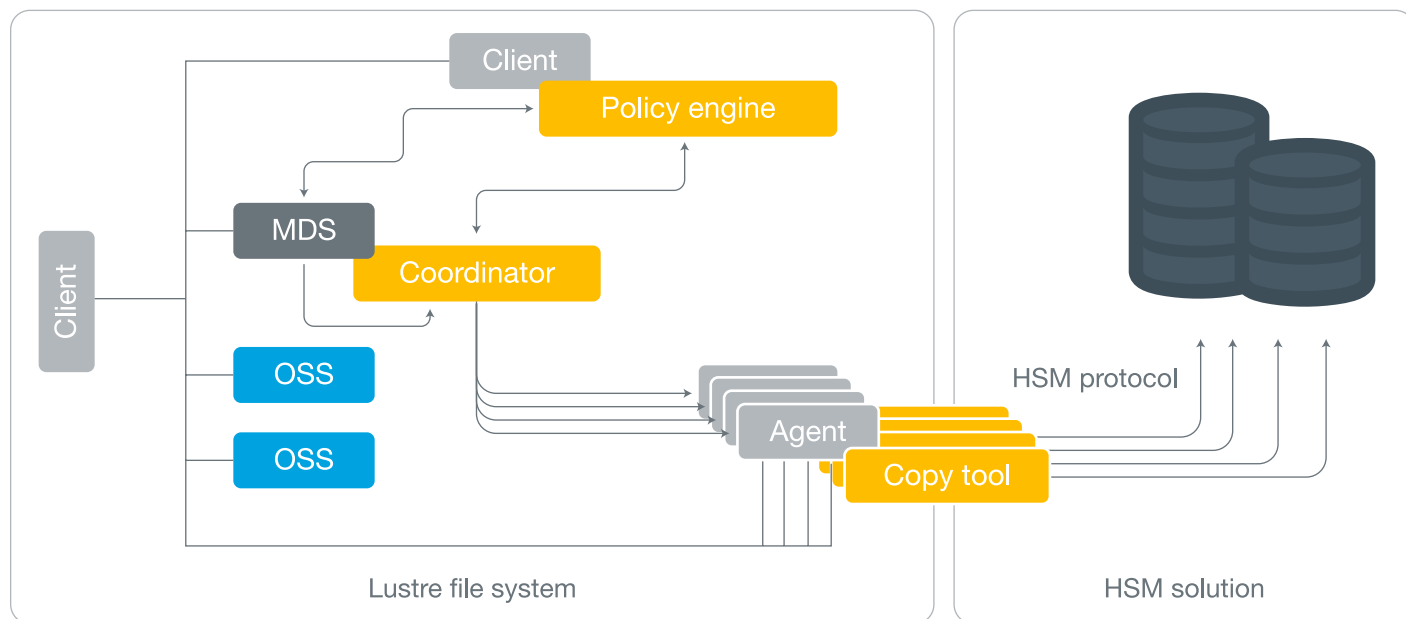 Client
Policy engine
MDS
Client
Coordinator
OSS
HSM protocol
Agent
OSS
Copy tool
Lustre file system
HSM solution